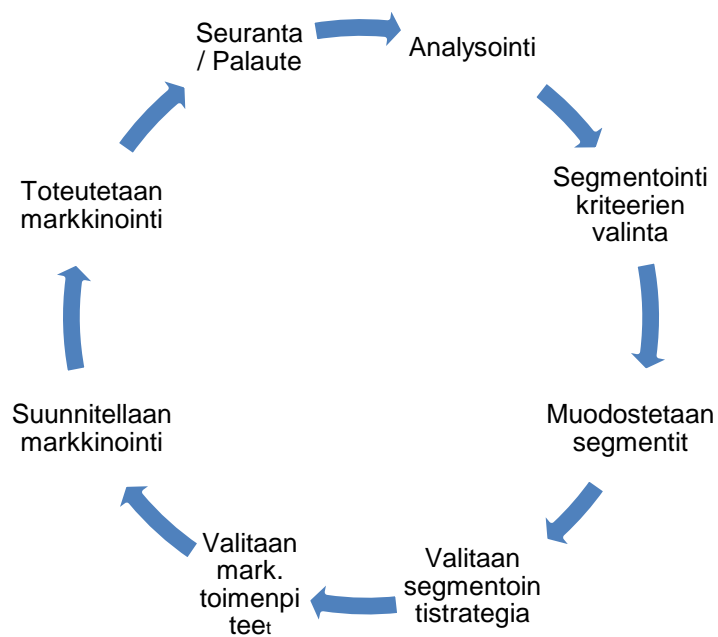 Seuranta
/ Palaute
Analysointi
Segmentointi
kriteerien
valinta
Muodostetaan
segmentit
Valitaan
segmentoin
tistrategia
Valitaan
mark.
toimenpi
teet
Suunnitellaan
markkinointi
Toteutetaan
markkinointi